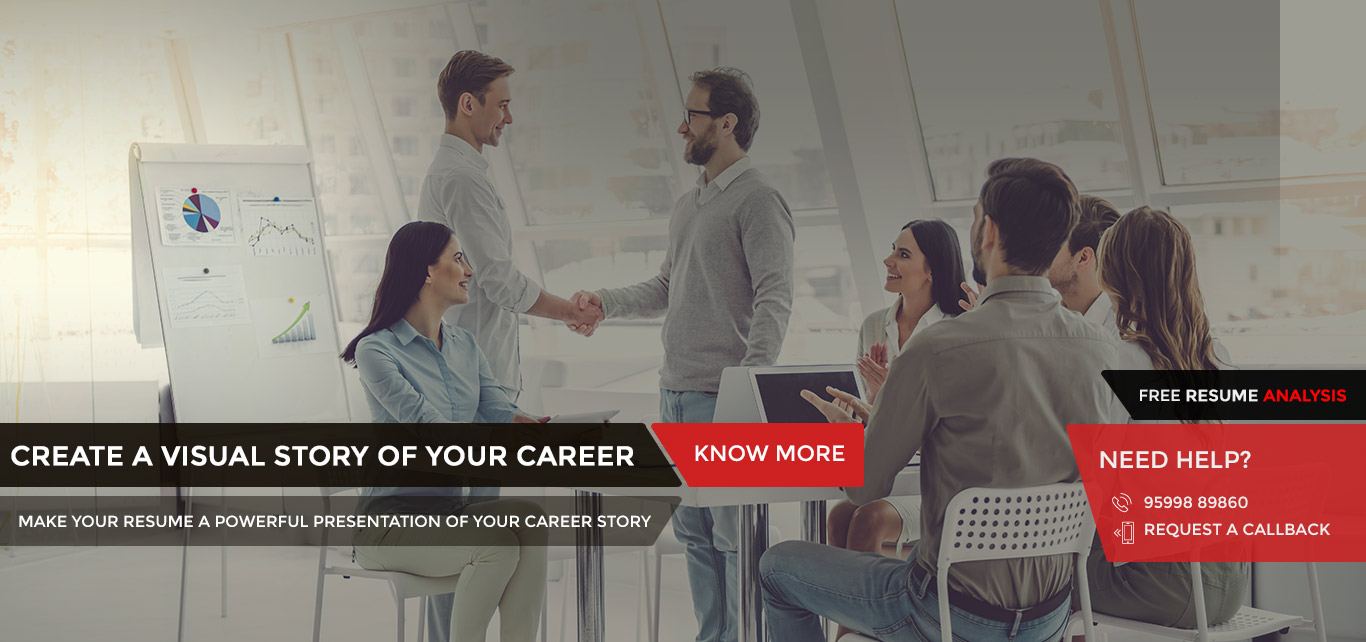 CREATE A VISUAL STORY OF YOUR CAREER
KNOW MORE
MAKE YOUR RESUME A POWERFUL PRESENTATION OF YOUR CAREER STORY
FREE RESUME ANALYSIS
NEED HELP?
95998 89860
REQUEST A CALLBACK